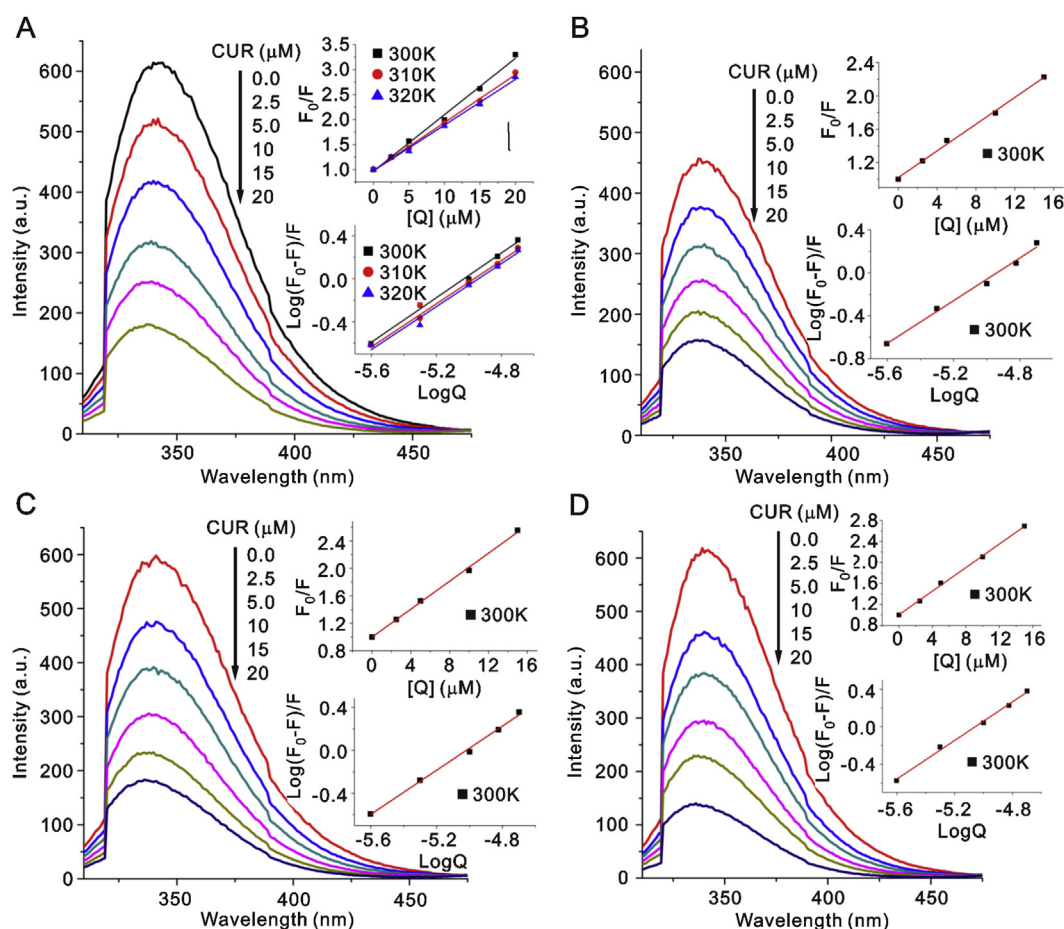 A
CUR (μM)
0.0
2.5
5.0
10
15
20
Intensity (a.u.)
600
500
400
300
200
100
0
350
400
450
Wavelength (nm)
F0/F
3.5
3.0
2.5
2.0
1.5
1.0
300K
310K
320K
0
5
10
15
20
[Q] (μM)
Log(F0-F)/F
0.4
0.0
-0.4
300K
310K
320K
-5.6
-5.2
-4.8
LogQ
B
CUR (μM)
0.0
2.5
5.0
10
15
20
Intensity (a.u.)
600
500
400
300
200
100
0
350
400
450
Wavelength (nm)
F0/F
2.4
1.8
1.2
300K
0
4
8
12
16
[Q] (μM)
Log(F0-F)/F
0.4
0.0
-0.4
-0.8
300K
-5.6
-5.2
-4.8
LogQ
C
CUR (μM)
0.0
2.5
5.0
10
15
20
Intensity (a.u.)
600
500
400
300
200
100
0
350
400
450
Wavelength (nm)
F0/F
2.8
2.4
2.0
1.6
1.2
0.8
300K
0
4
8
12
16
[Q] (μM)
Log(F0-F)/F
0.4
0.0
-0.4
300K
-5.6
-5.2
-4.8
LogQ
D
CUR (μM)
0.0
2.5
5.0
10
15
20
Intensity (a.u.)
600
500
400
300
200
100
0
350
400
450
Wavelength (nm)
F0/F
2.8
2.4
2.0
1.6
1.2
0.8
300K
0
4
8
12
16
[Q] (μM)
Log(F0-F)/F
0.4
0.0
-0.4
300K
-5.6
-5.2
-4.8
LogQ